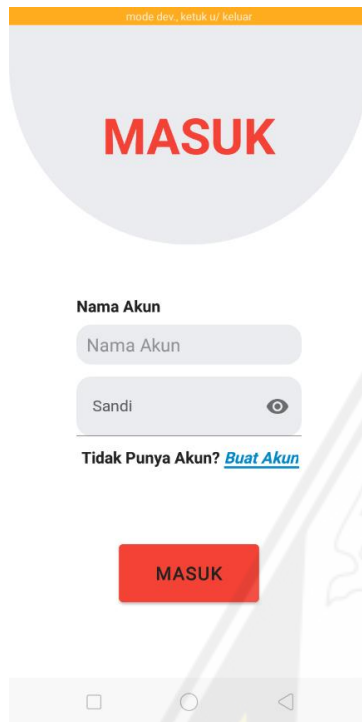 mode dev., ketuk u/ keluar
MASUK
Nama Akun
Nama Akun
Sandi
Tidak Punya Akun? Buat Akun
MASUK